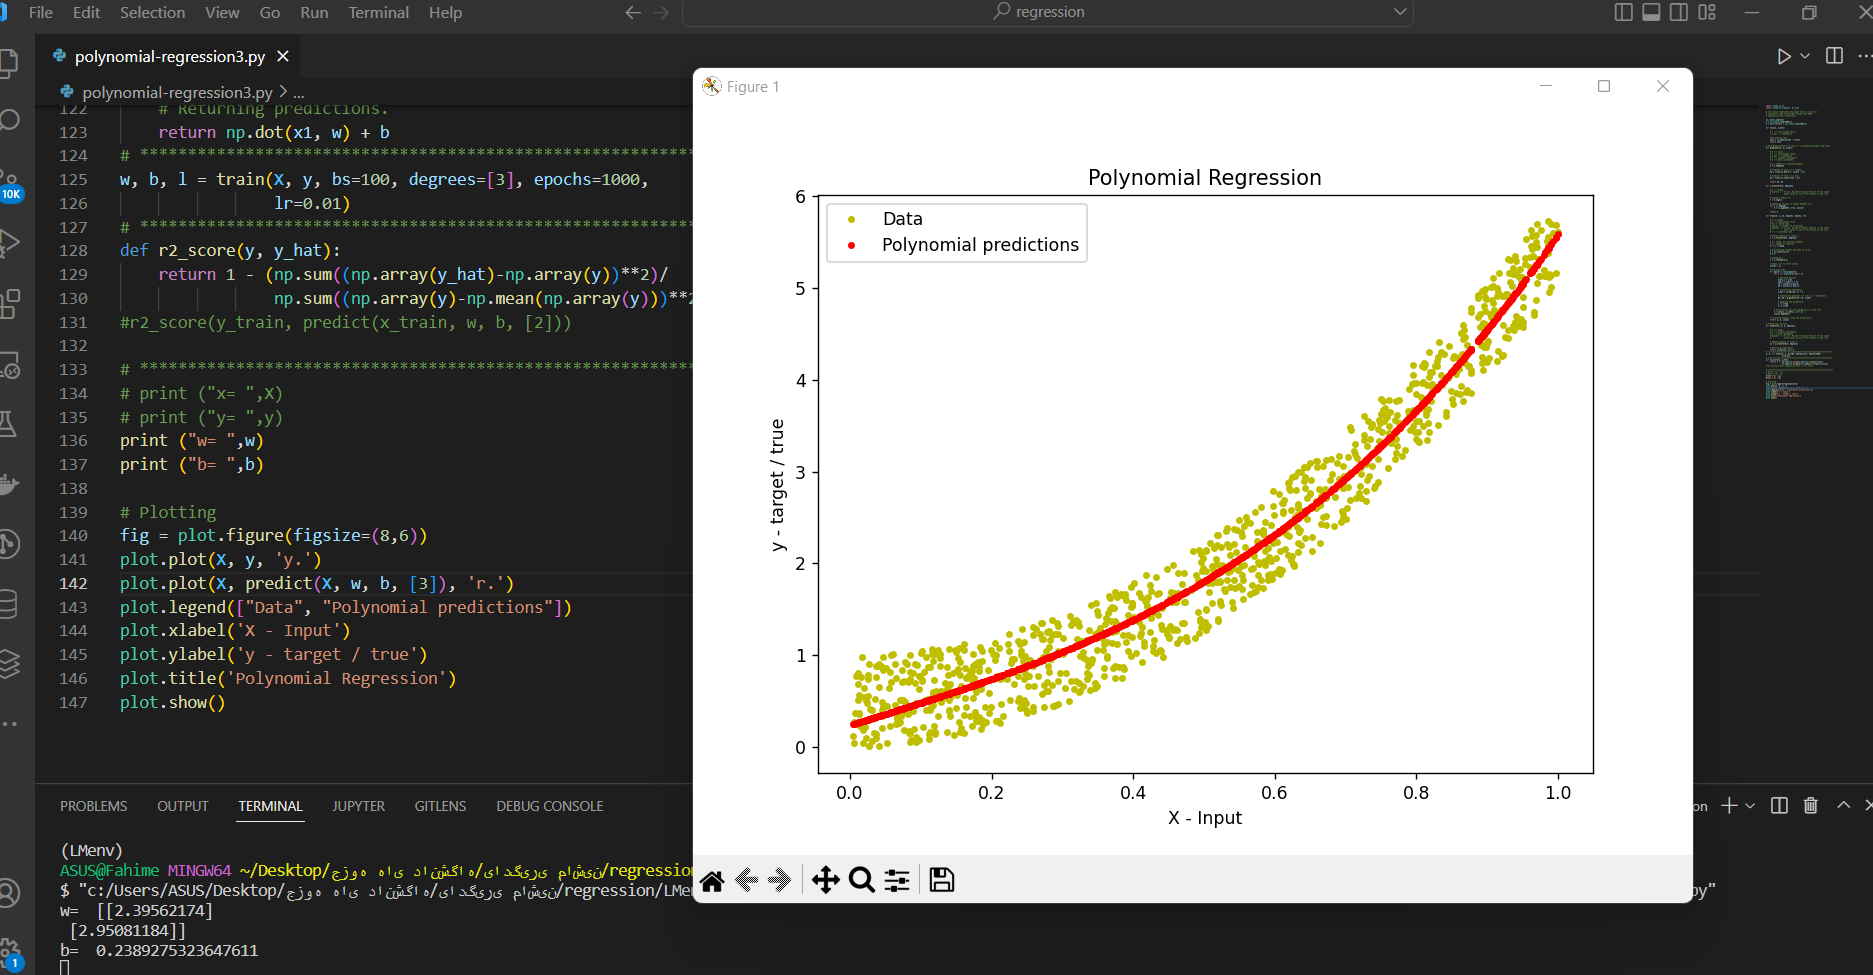 File Edit Selection View Go Run Terminal Help
regression
polynomial-regression3.py
polynomial-regression3.py > ...
122 # Returning predictions.
123 return np.dot(x1, w) + b
124 # **********************************************************
125 w, b, l = train(X, y, bs=100, degrees=[3], epochs=1000,
126 lr=0.01)
127 # **********************************************************
128 def r2_score(y, y_hat):
129 return 1 - (np.sum((np.array(y_hat)-np.array(y))**2)/
130 np.sum((np.array(y)-np.mean(np.array(y)))**2
131 #r2_score(y_train, predict(x_train, w, b, [2]))
132
133 # **********************************************************
134 # print ("x= ",X)
135 # print ("y= ",y)
136 print ("w= ",w)
137 print ("b= ",b)
138
139 # Plotting
140 fig = plot.figure(figsize=(8,6))
141 plot.plot(X, y, 'y.')
142 plot.plot(X, predict(X, w, b, [3]), 'r.')
143 plot.legend(["Data", "Polynomial predictions"])
144 plot.xlabel('X - Input')
145 plot.ylabel('y - target / true')
146 plot.title('Polynomial Regression')
147 plot.show()
10K
Figure 1
Polynomial Regression
Data
Polynomial predictions
6
5
4
3
2
1
0
y - target / true
0.0 0.2 0.4 0.6 0.8 1.0
X - Input
PROBLEMS OUTPUT TERMINAL JUPYTER GITLENS DEBUG CONSOLE
on
(LMenv)
ASUS@Fahime MINGW64 ~/Desktop/جزوه های دانشگاه/یادگیری ماشین/regression
$ "c:/Users/ASUS/Desktop/جزوه های دانشگاه/یادگیری ماشین/regression/LMe
py"
w= [[2.39562174]
[2.95081184]]
b= 0.2389275323647611
1